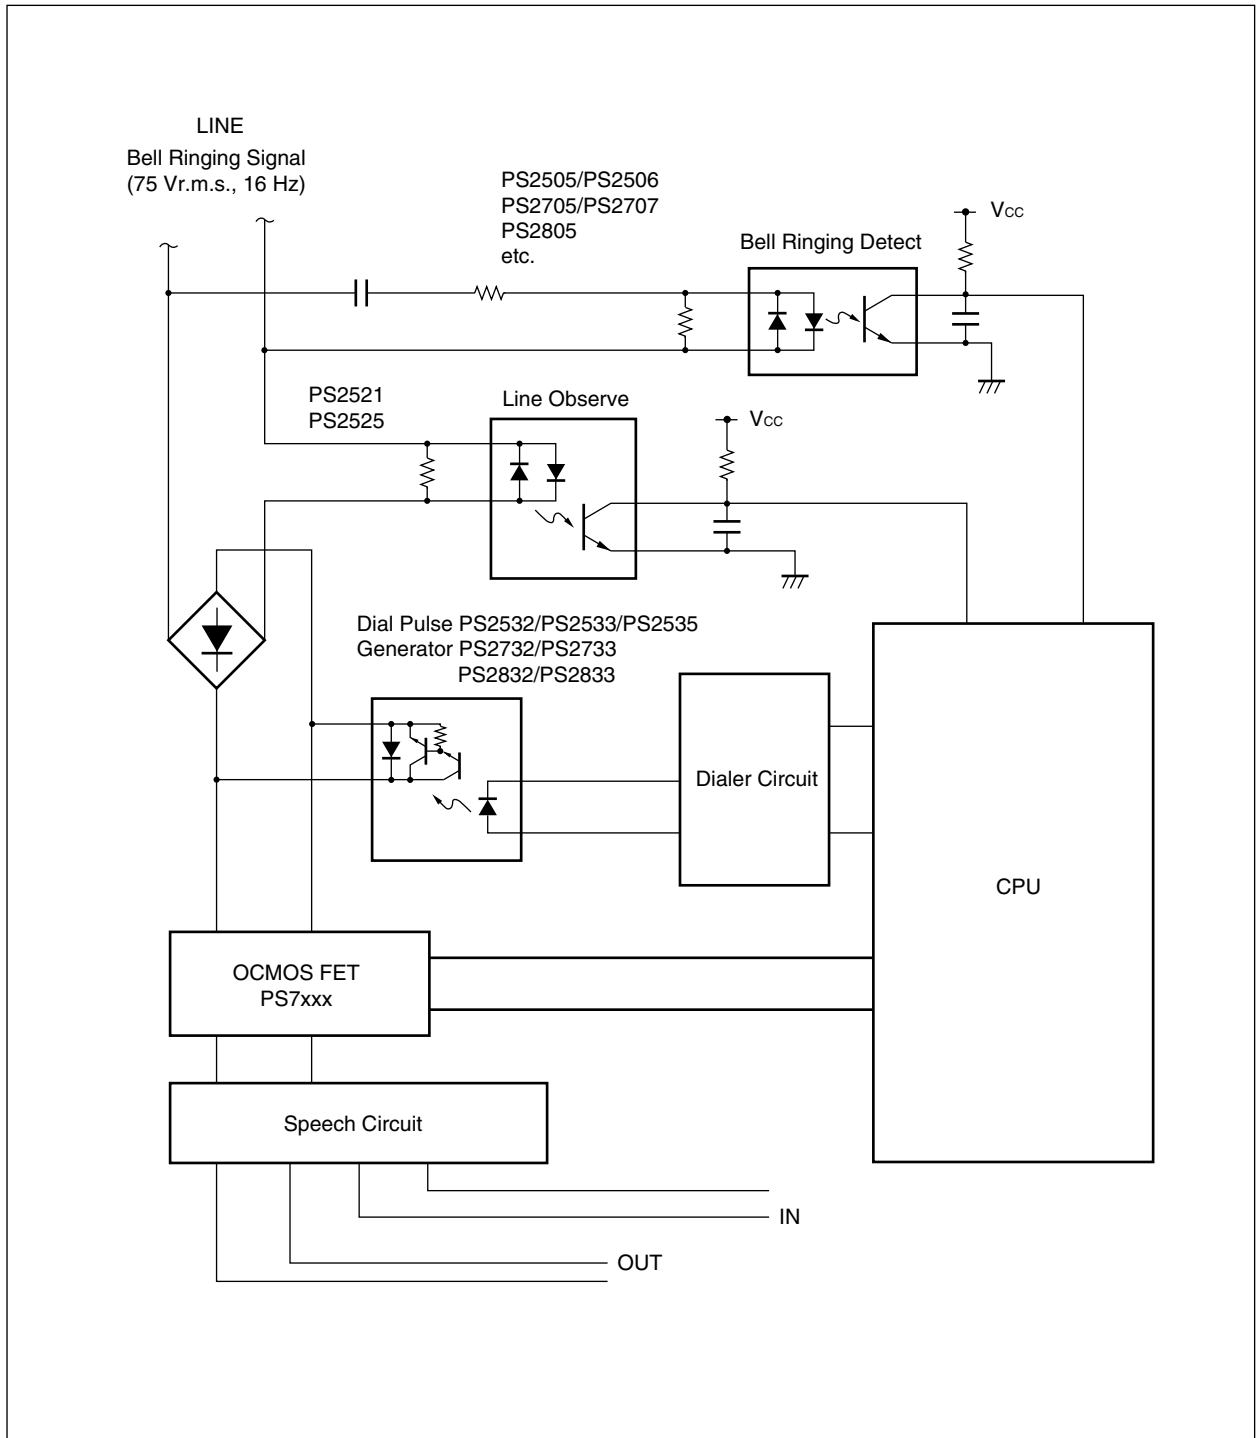 LINE
Bell Ringing Signal
(75 Vr.m.s., 16 Hz)
PS2505/PS2506
PS2705/PS2707
PS2805
etc.
Bell Ringing Detect
VCC
PS2521
PS2525
Line Observe
VCC
Dial Pulse PS2532/PS2533/PS2535
Generator PS2732/PS2733
PS2832/PS2833
Dialer Circuit
CPU
OCMOS FET
PS7xxx
Speech Circuit
IN
OUT